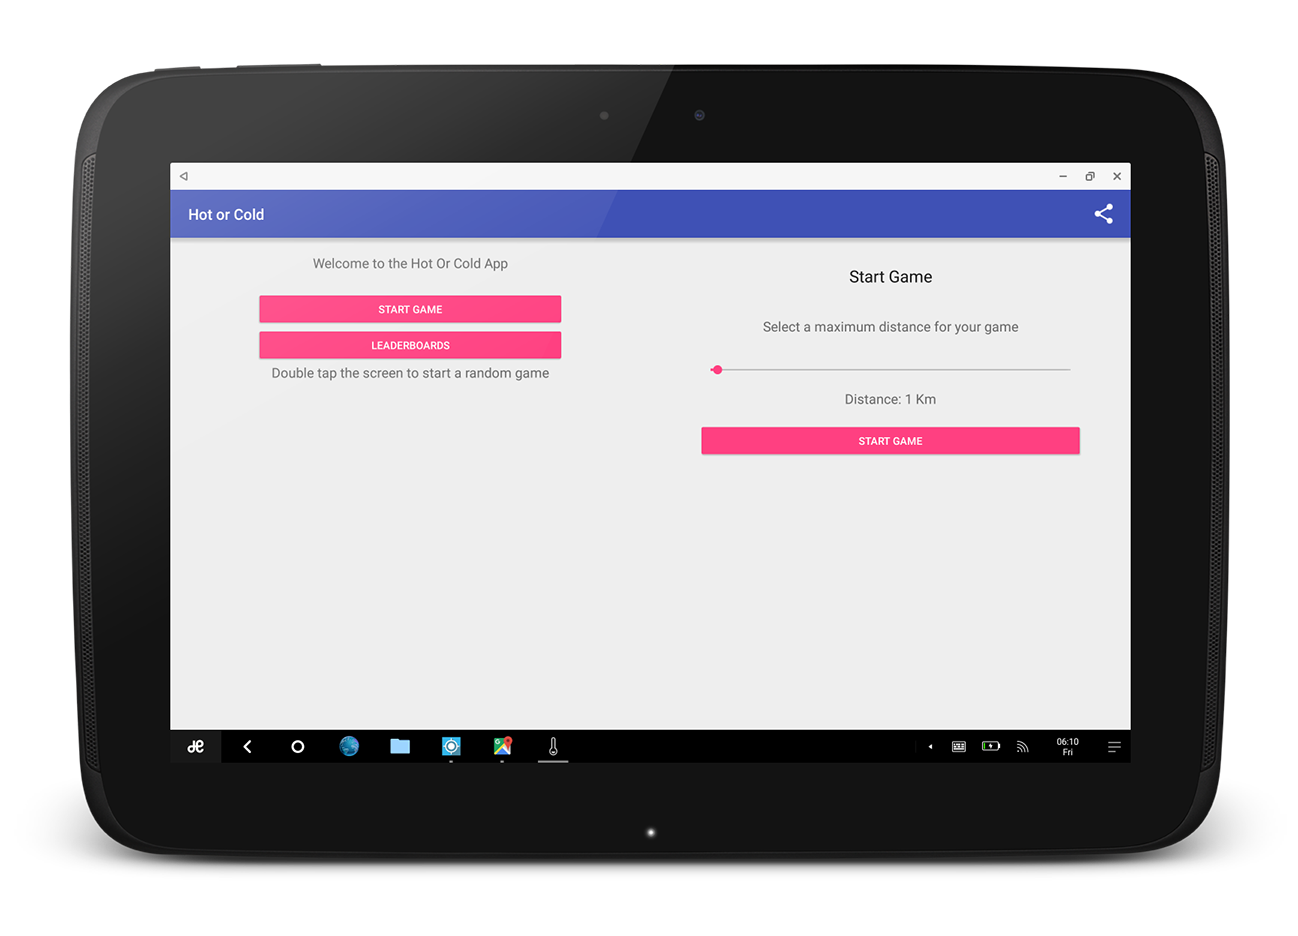 Hot or Cold
Welcome to the Hot Or Cold App
START GAME
LEADERBOARDS
Double tap the screen to start a random game
Start Game
Select a maximum distance for your game
Distance: 1 Km
START GAME
06:10
Fri